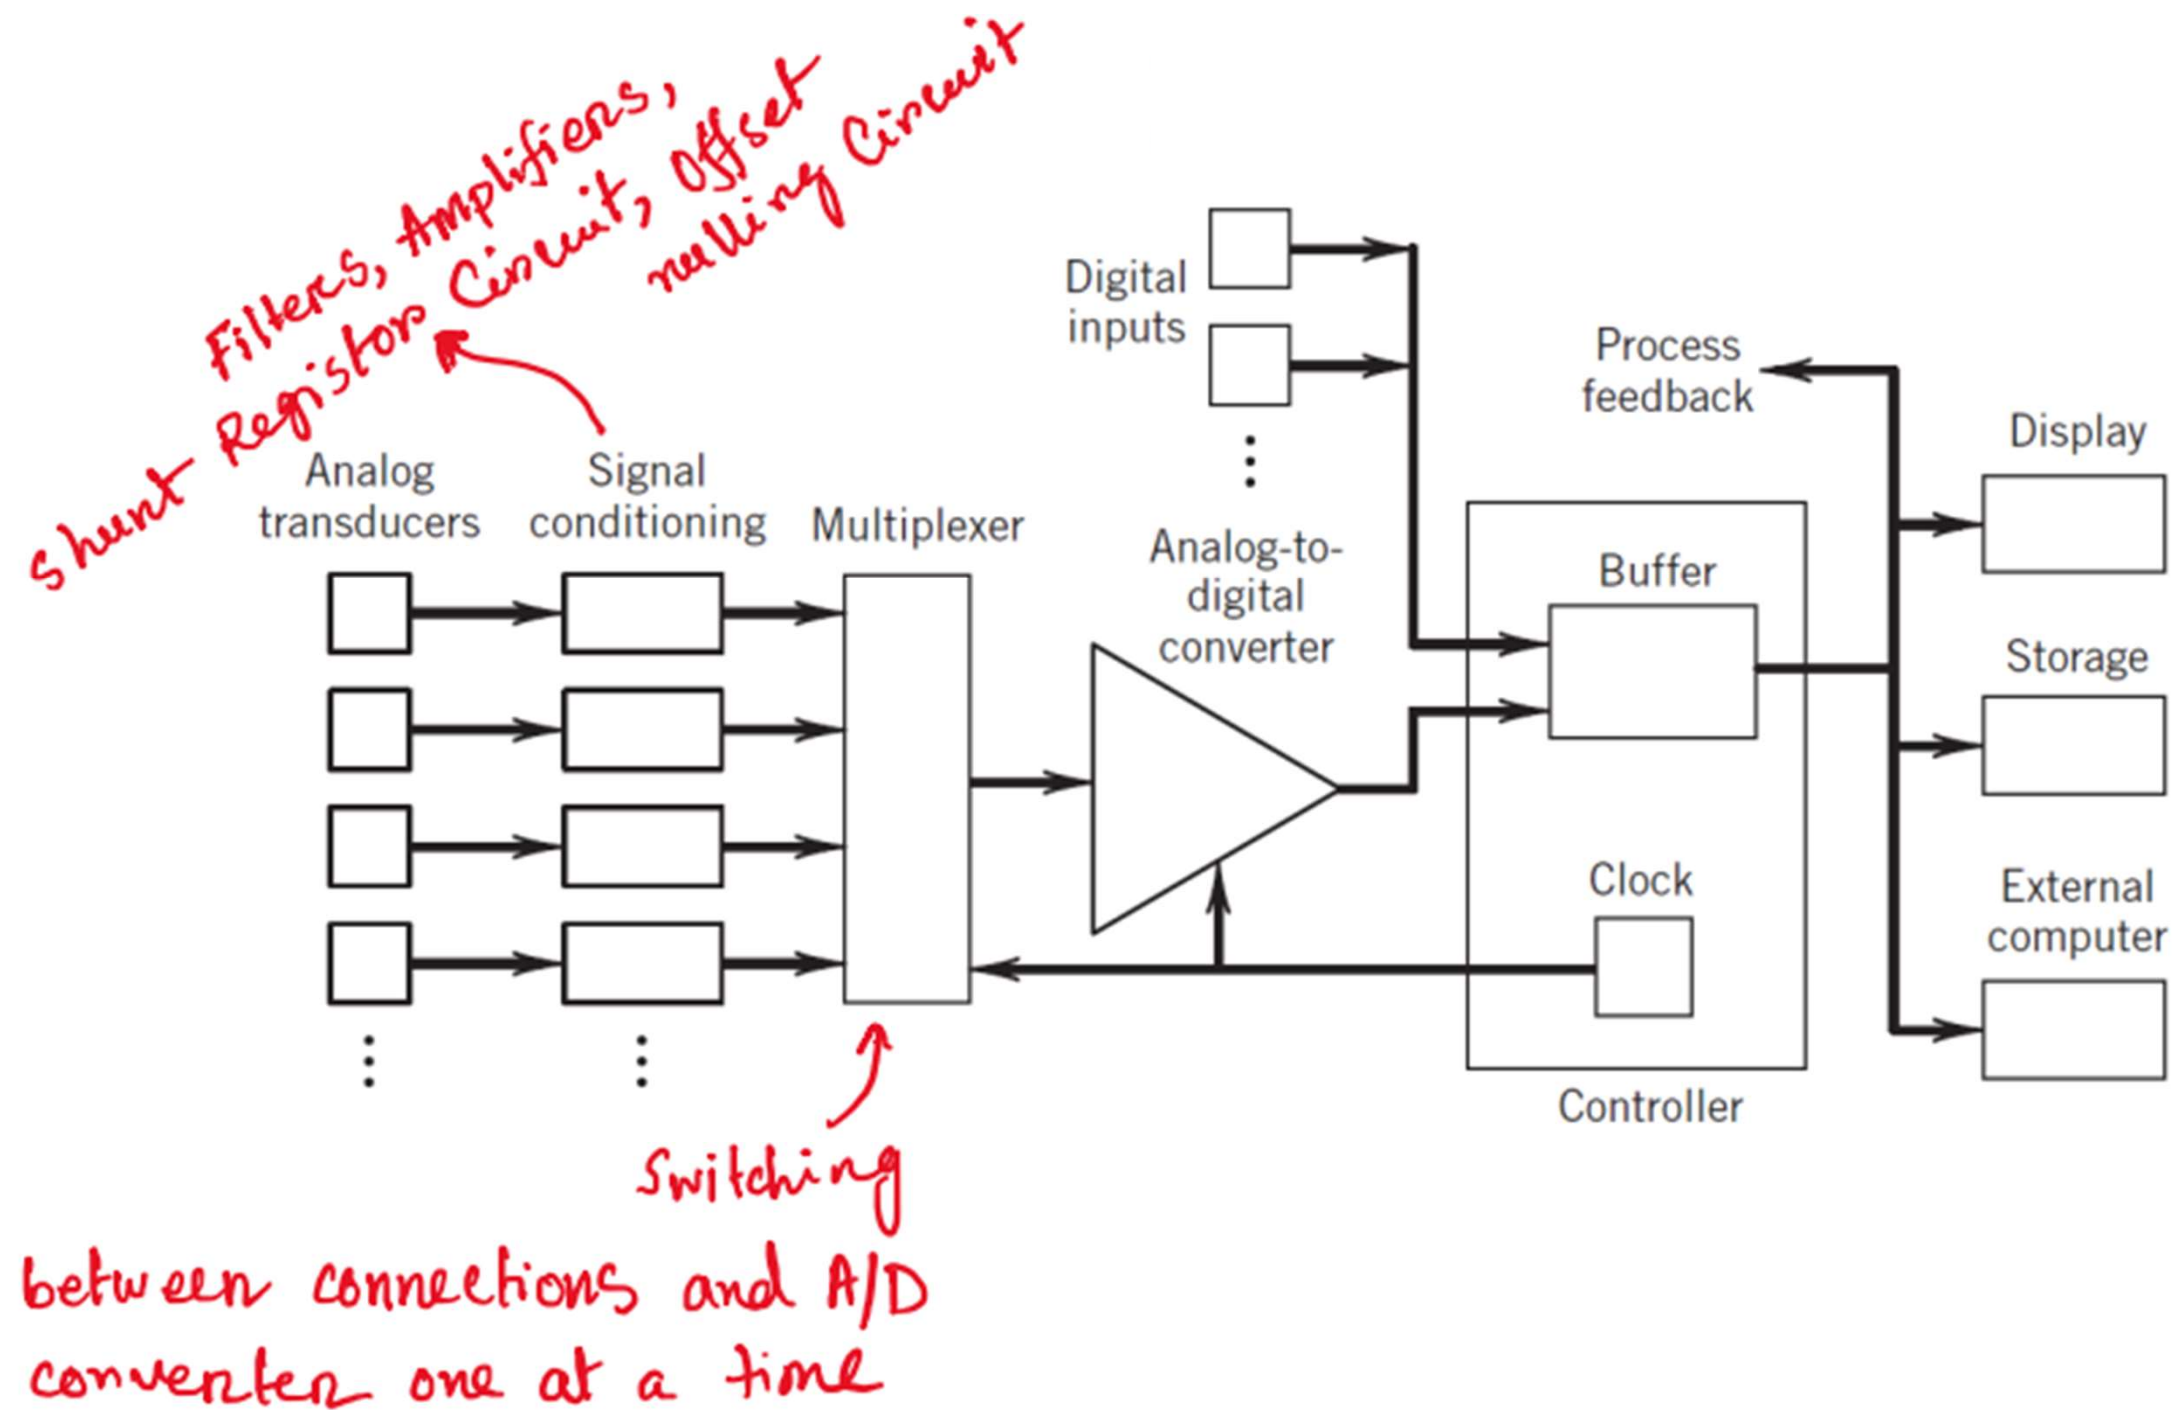 Filters, Amplifiers,
Shunt Registor Circuit, Offset
nulling Circuit
Digital
inputs
Process
feedback
Display
Analog
transducers
Signal
conditioning
Multiplexer
Analog-to-
digital
converter
Buffer
Storage
Clock
External
computer
Controller
Switching
between connections and A/D
converter one at a time